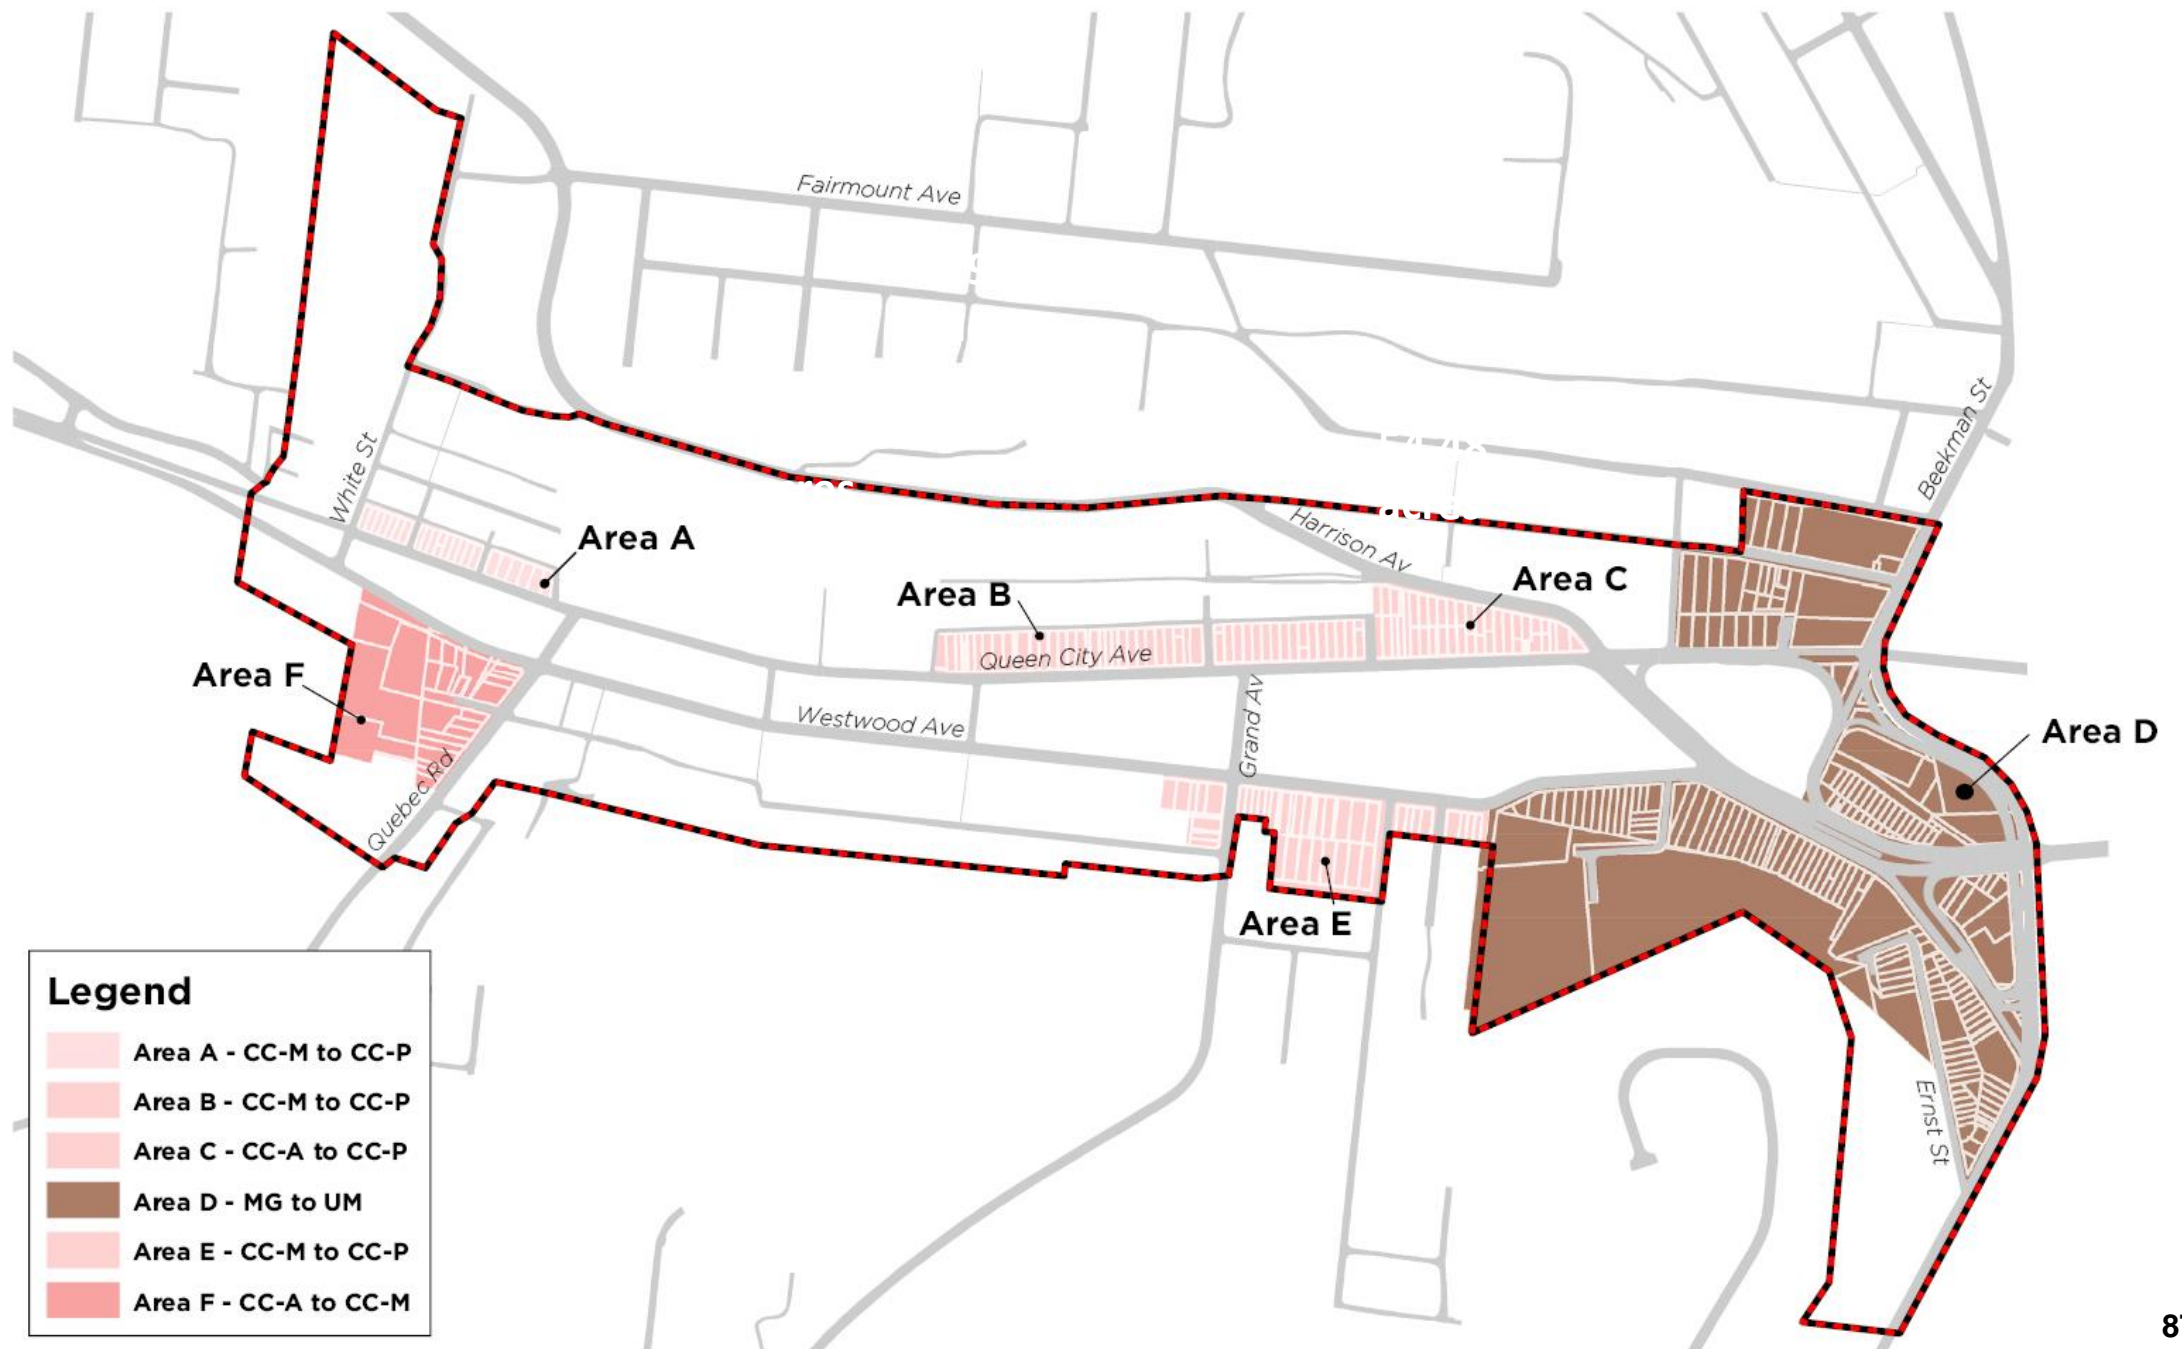 Fairmount Ave
White St
Beekman St
Harrison Av
Area A
Area B
Area C
Queen City Ave
Area F
Westwood Ave
Grand Av
Area D
Quebec Rd
Area E
Ernst St
Legend
Area A - CC-M to CC-P
Area B - CC-M to CC-P
Area C - CC-A to CC-P
Area D - MG to UM
Area E - CC-M to CC-P
Area F - CC-A to CC-M